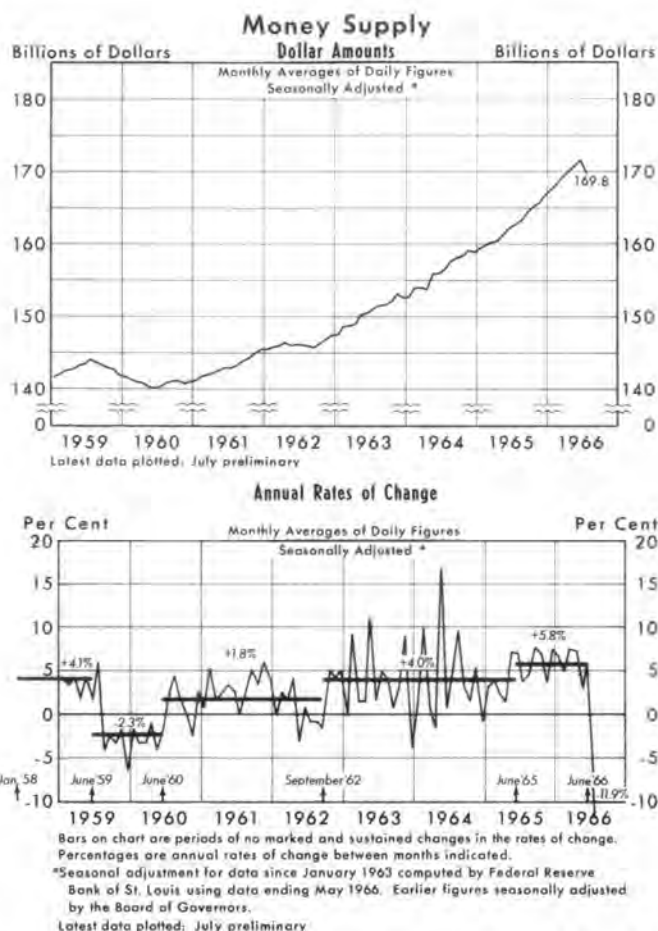 Money Supply
Billions of Dollars Dollar Amounts Billions of Dollars
Monthly Averages of Daily Figures
Seasonally Adjusted *
180 180
170 170
169.8
160 160
150 150
140 140
0 0
1959 1960 1961 1962 1963 1964 1965 1966
Latest data plotted: July preliminary
Annual Rates of Change
Per Cent Per Cent
20 Monthly Averages of Daily Figures 20
Seasonally Adjusted *
15 15
10 10
+4.1% +1.8% +4.0% +5.8%
5 5
0 0
-2.3%
-5 -5
Jan.'58 June'59 June'60 September'62 June'65 June'66
-10 -11.9% -10
1959 1960 1961 1962 1963 1964 1965 1966
Bars on chart are periods of no marked and sustained changes in the rates of change.
Percentages are annual rates of change between months indicated.
*Seasonal adjustment for data since January 1963 computed by Federal Reserve
Bank of St. Louis using data ending May 1966. Earlier figures seasonally adjusted
by the Board of Governors.
Latest data plotted: July preliminary